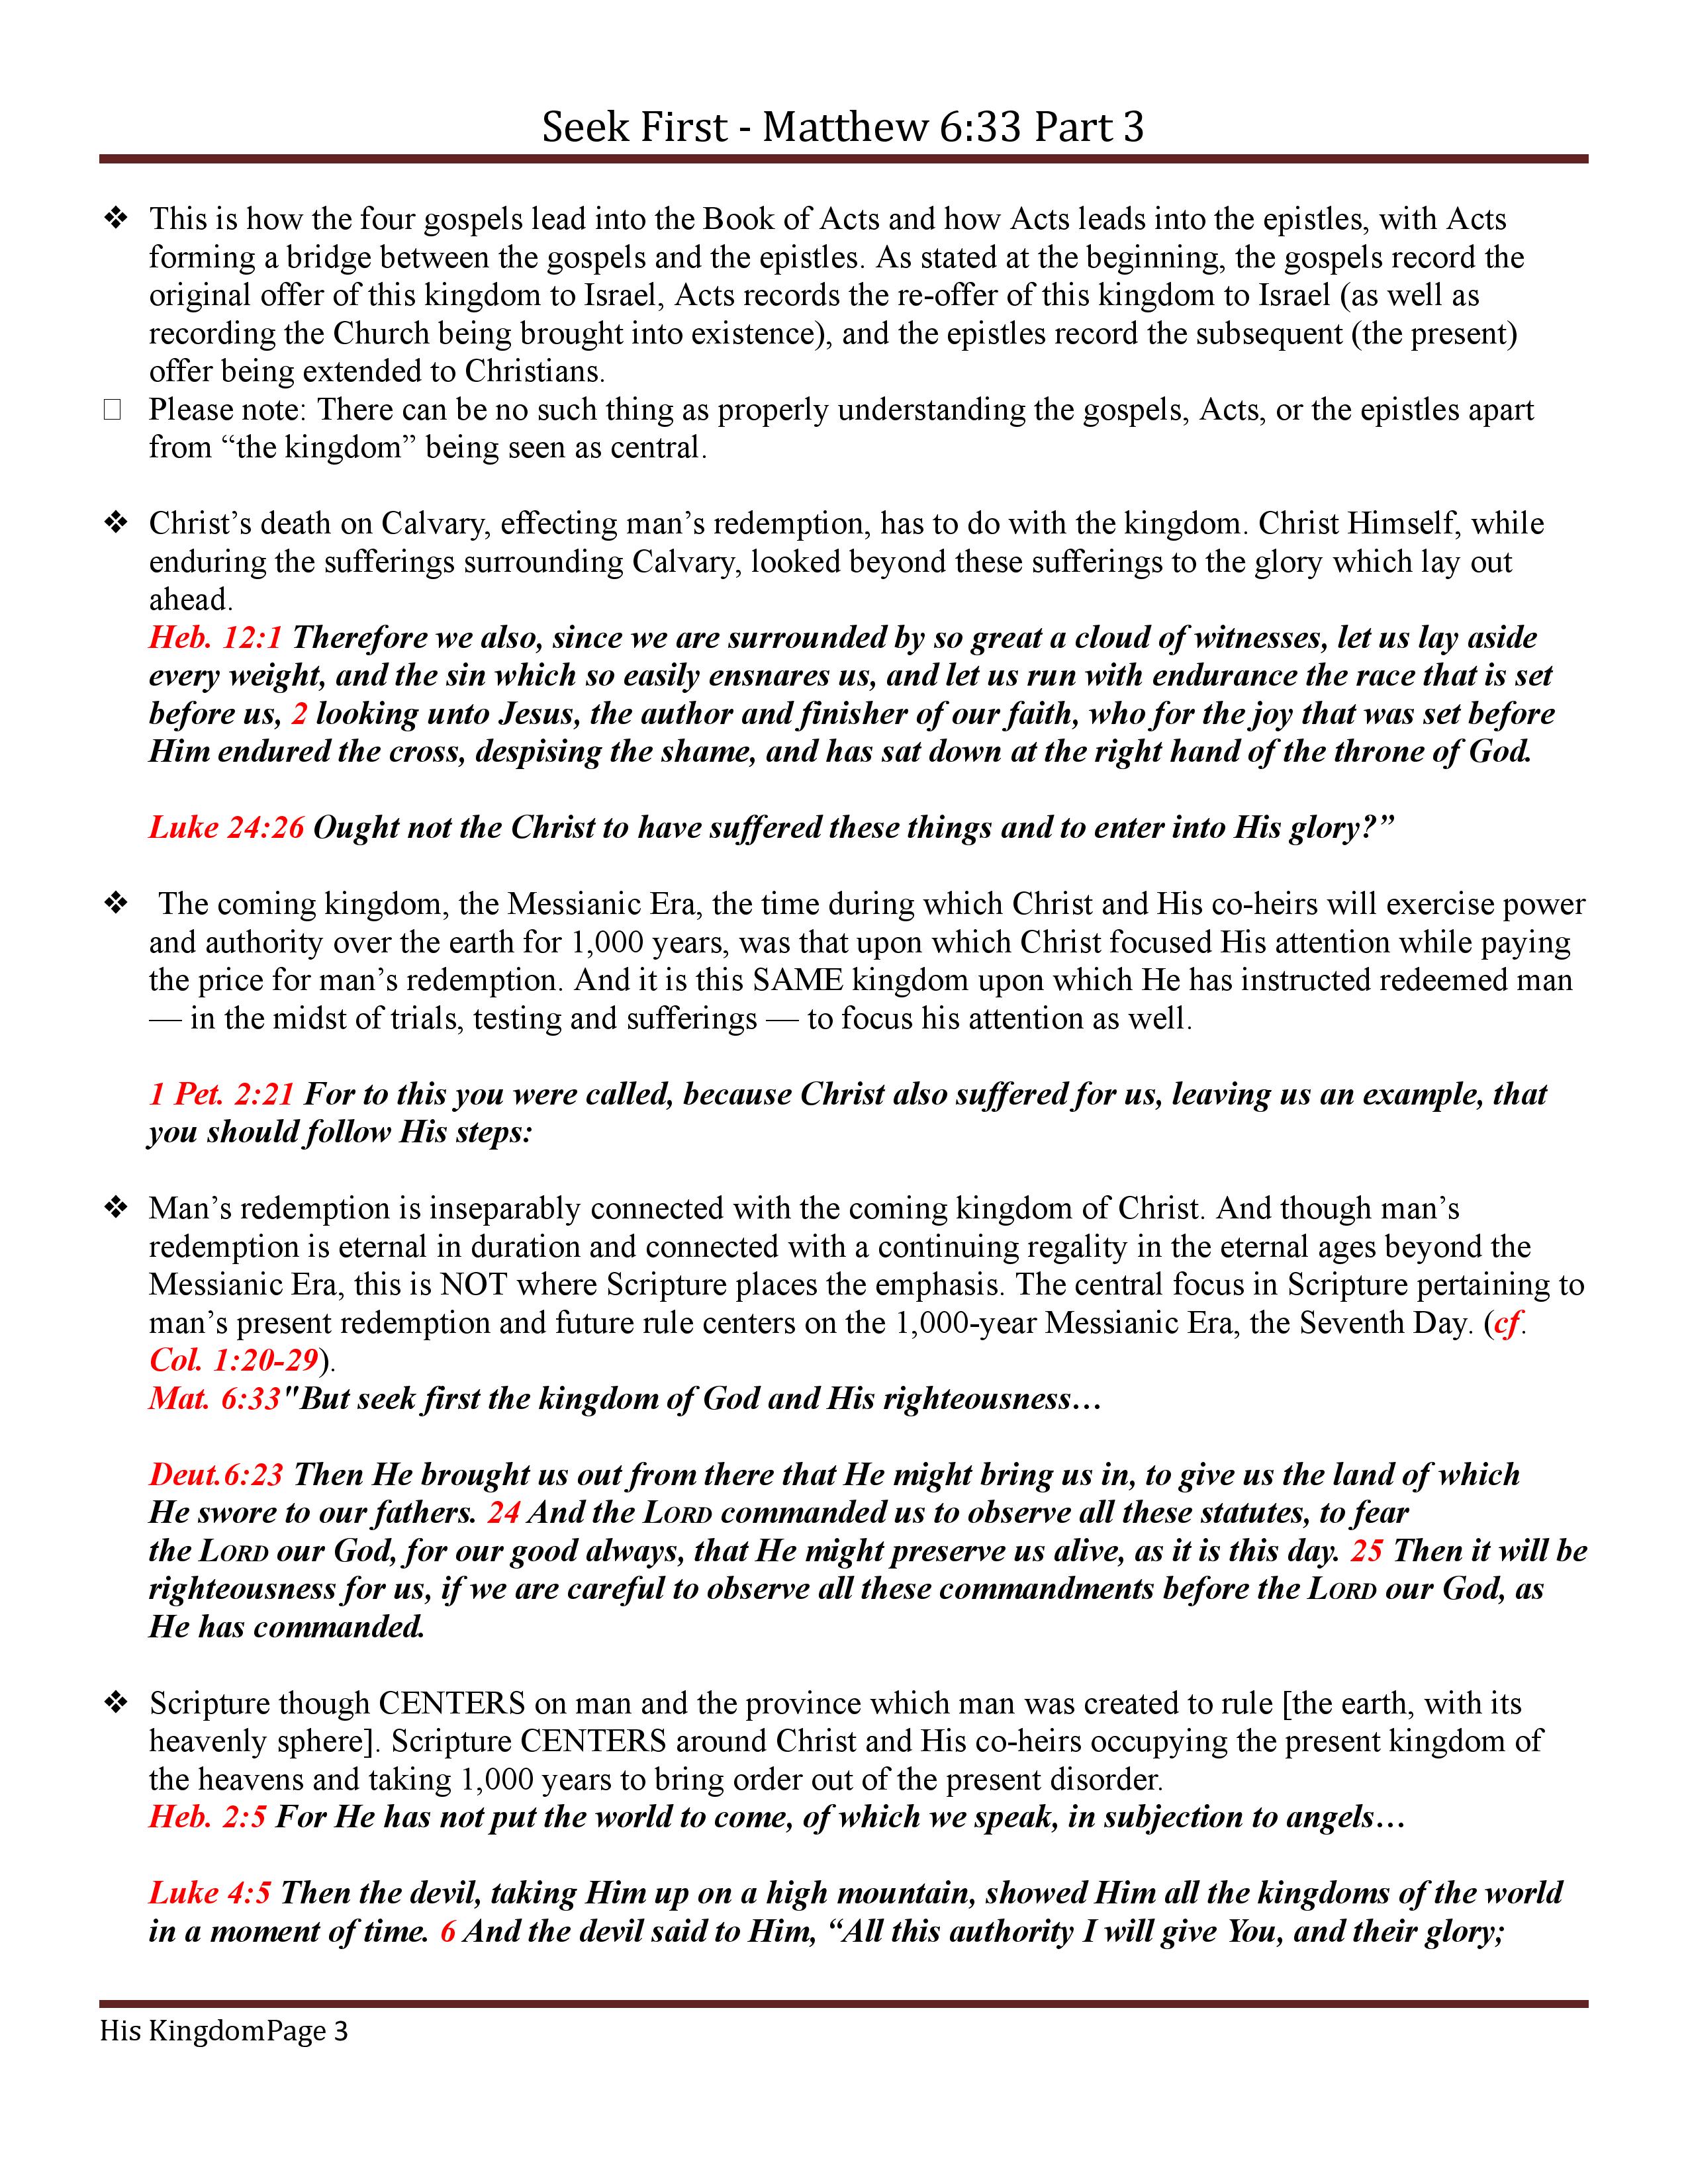 Seek First - Matthew 6:33 Part 3
❖ This is how the four gospels lead into the Book of Acts and how Acts leads into the epistles, with Acts
forming a bridge between the gospels and the epistles. As stated at the beginning, the gospels record the
original offer of this kingdom to Israel, Acts records the re-offer of this kingdom to Israel (as well as
recording the Church being brought into existence), and the epistles record the subsequent (the present)
offer being extended to Christians.
□ Please note: There can be no such thing as properly understanding the gospels, Acts, or the epistles apart
from “the kingdom” being seen as central.
❖ Christ’s death on Calvary, effecting man’s redemption, has to do with the kingdom. Christ Himself, while
enduring the sufferings surrounding Calvary, looked beyond these sufferings to the glory which lay out
ahead.
Heb. 12:1 Therefore we also, since we are surrounded by so great a cloud of witnesses, let us lay aside
every weight, and the sin which so easily ensnares us, and let us run with endurance the race that is set
before us, 2 looking unto Jesus, the author and finisher of our faith, who for the joy that was set before
Him endured the cross, despising the shame, and has sat down at the right hand of the throne of God.
Luke 24:26 Ought not the Christ to have suffered these things and to enter into His glory?”
❖ The coming kingdom, the Messianic Era, the time during which Christ and His co-heirs will exercise power
and authority over the earth for 1,000 years, was that upon which Christ focused His attention while paying
the price for man’s redemption. And it is this SAME kingdom upon which He has instructed redeemed man
— in the midst of trials, testing and sufferings — to focus his attention as well.
1 Pet. 2:21 For to this you were called, because Christ also suffered for us, leaving us an example, that
you should follow His steps:
❖ Man’s redemption is inseparably connected with the coming kingdom of Christ. And though man’s
redemption is eternal in duration and connected with a continuing regality in the eternal ages beyond the
Messianic Era, this is NOT where Scripture places the emphasis. The central focus in Scripture pertaining to
man’s present redemption and future rule centers on the 1,000-year Messianic Era, the Seventh Day. (cf.
Col. 1:20-29).
Mat. 6:33"But seek first the kingdom of God and His righteousness…
Deut.6:23 Then He brought us out from there that He might bring us in, to give us the land of which
He swore to our fathers. 24 And the LORD commanded us to observe all these statutes, to fear
the LORD our God, for our good always, that He might preserve us alive, as it is this day. 25 Then it will be
righteousness for us, if we are careful to observe all these commandments before the LORD our God, as
He has commanded.
❖ Scripture though CENTERS on man and the province which man was created to rule [the earth, with its
heavenly sphere]. Scripture CENTERS around Christ and His co-heirs occupying the present kingdom of
the heavens and taking 1,000 years to bring order out of the present disorder.
Heb. 2:5 For He has not put the world to come, of which we speak, in subjection to angels…
Luke 4:5 Then the devil, taking Him up on a high mountain, showed Him all the kingdoms of the world
in a moment of time. 6 And the devil said to Him, “All this authority I will give You, and their glory;
His KingdomPage 3